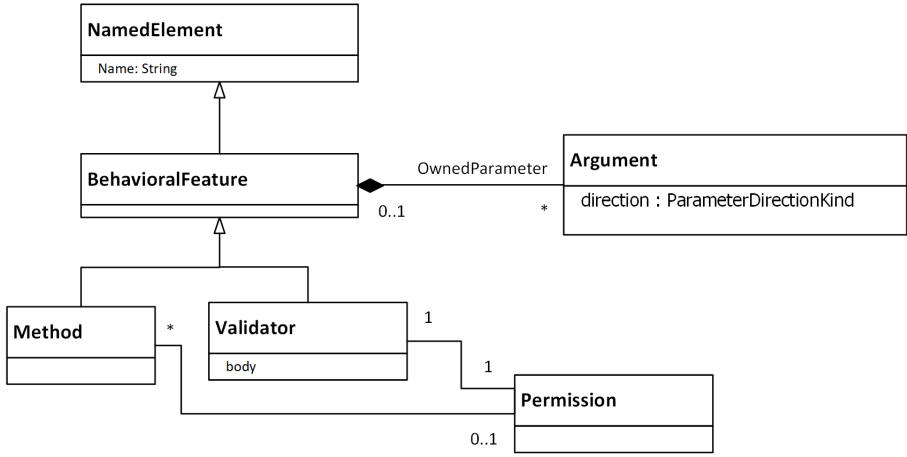 NamedElement
Name: String
BehavioralFeature
OwnedParameter
0..1
*
Argument
direction : ParameterDirectionKind
Method
*
Validator
body
1
1
Permission
0..1